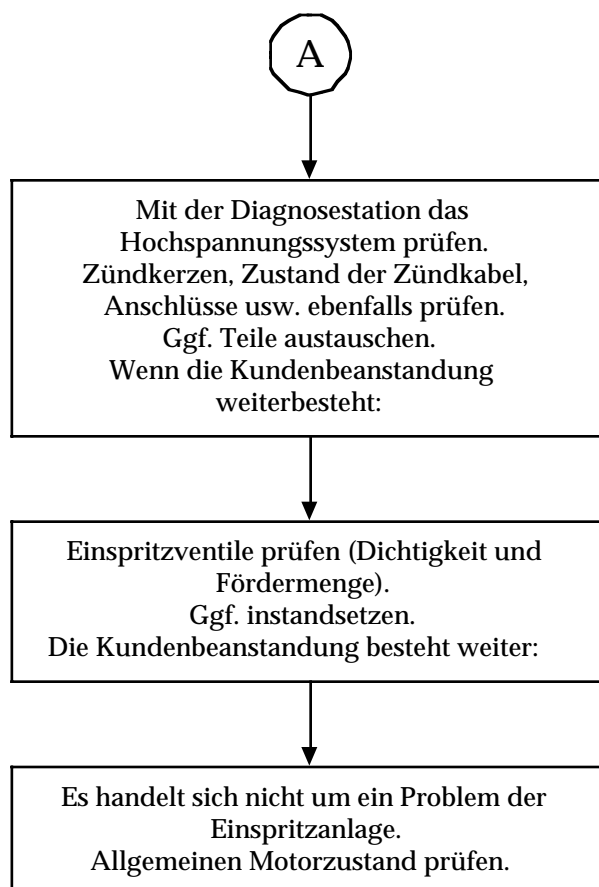 A
Mit der Diagnosestation das
Hochspannungssystem prüfen.
Zündkerzen, Zustand der Zündkabel,
Anschlüsse usw. ebenfalls prüfen.
Ggf. Teile austauschen.
Wenn die Kundenbeanstandung
weiterbesteht:
Einspritzventile prüfen (Dichtigkeit und
Fördermenge).
Ggf. instandsetzen.
Die Kundenbeanstandung besteht weiter:
Es handelt sich nicht um ein Problem der
Einspritzanlage.
Allgemeinen Motorzustand prüfen.